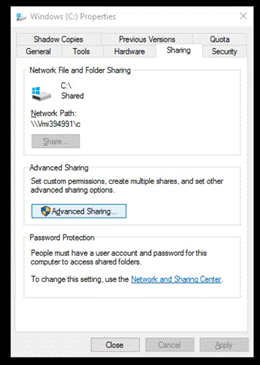 Windows (C:) Properties
Shadow Copies Previous Versions Quota
General Tools Hardware Sharing Security
Network File and Folder Sharing
C:\
Shared
Network Path:
\\Vmi394991\c
Share...
Advanced Sharing
Set custom permissions, create multiple shares, and set other
advanced sharing options.
Advanced Sharing...
Password Protection
People must have a user account and password for this
computer to access shared folders.
To change this setting, use the Network and Sharing Center.
Close Cancel Apply